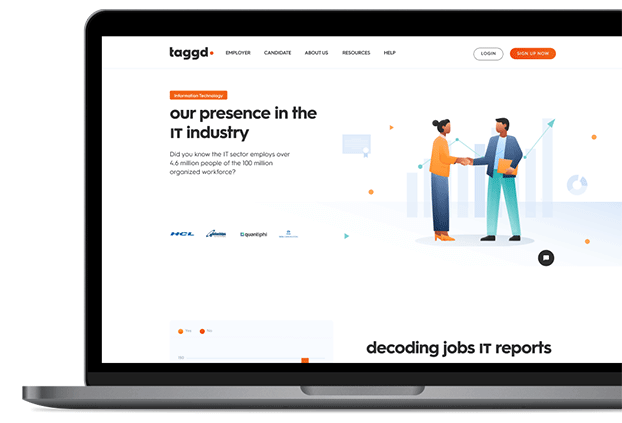 taggd.
EMPLOYER
CANDIDATE
ABOUT US
RESOURCES
HELP
LOGIN
SIGN UP NOW
Information Technology
our presence in the
IT industry
Did you know the IT sector employs over
4.6 million people of the 100 million
organized workforce?
HCL
quantiphi
decoding jobs IT reports